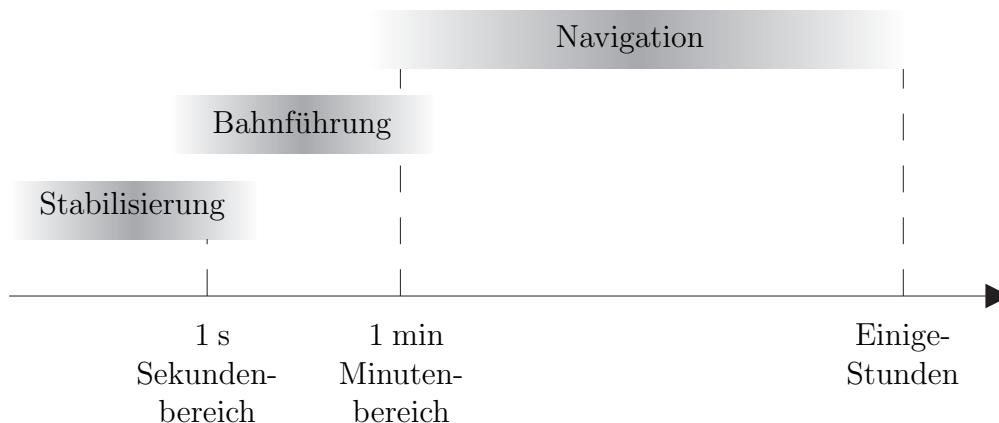 Navigation
Bahnführung
Stabilisierung
1 s
Sekunden-
bereich
1 min
Minuten-
bereich
Einige-
Stunden